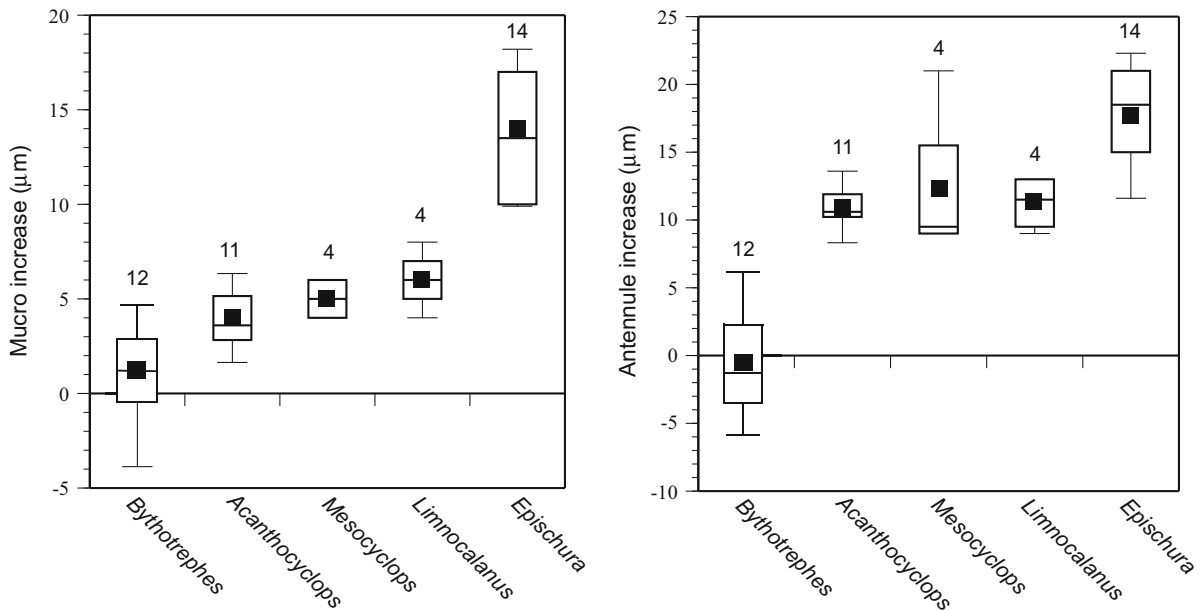 Mucro increase (μm)
20
15
10
5
0
-5
12
11
4
4
14
Bythotrephes
Acanthocyclops
Mesocyclops
Limnocalanus
Epischura
Antennule increase (μm)
25
20
15
10
5
0
-5
-10
12
11
4
4
14
Bythotrephes
Acanthocyclops
Mesocyclops
Limnocalanus
Epischura